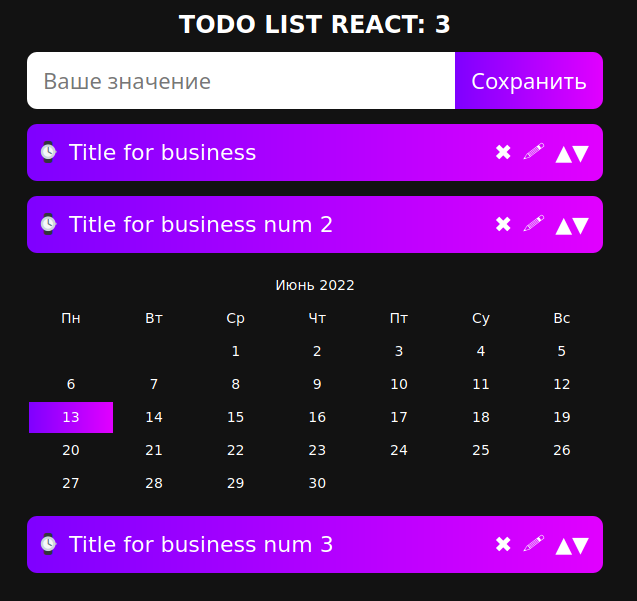 TODO LIST REACT: 3
Ваше значение Сохранить
Title for business
Title for business num 2
Июнь 2022
Пн Вт Ср Чт Пт Су Вс
1 2 3 4 5
6 7 8 9 10 11 12
13 14 15 16 17 18 19
20 21 22 23 24 25 26
27 28 29 30
Title for business num 3